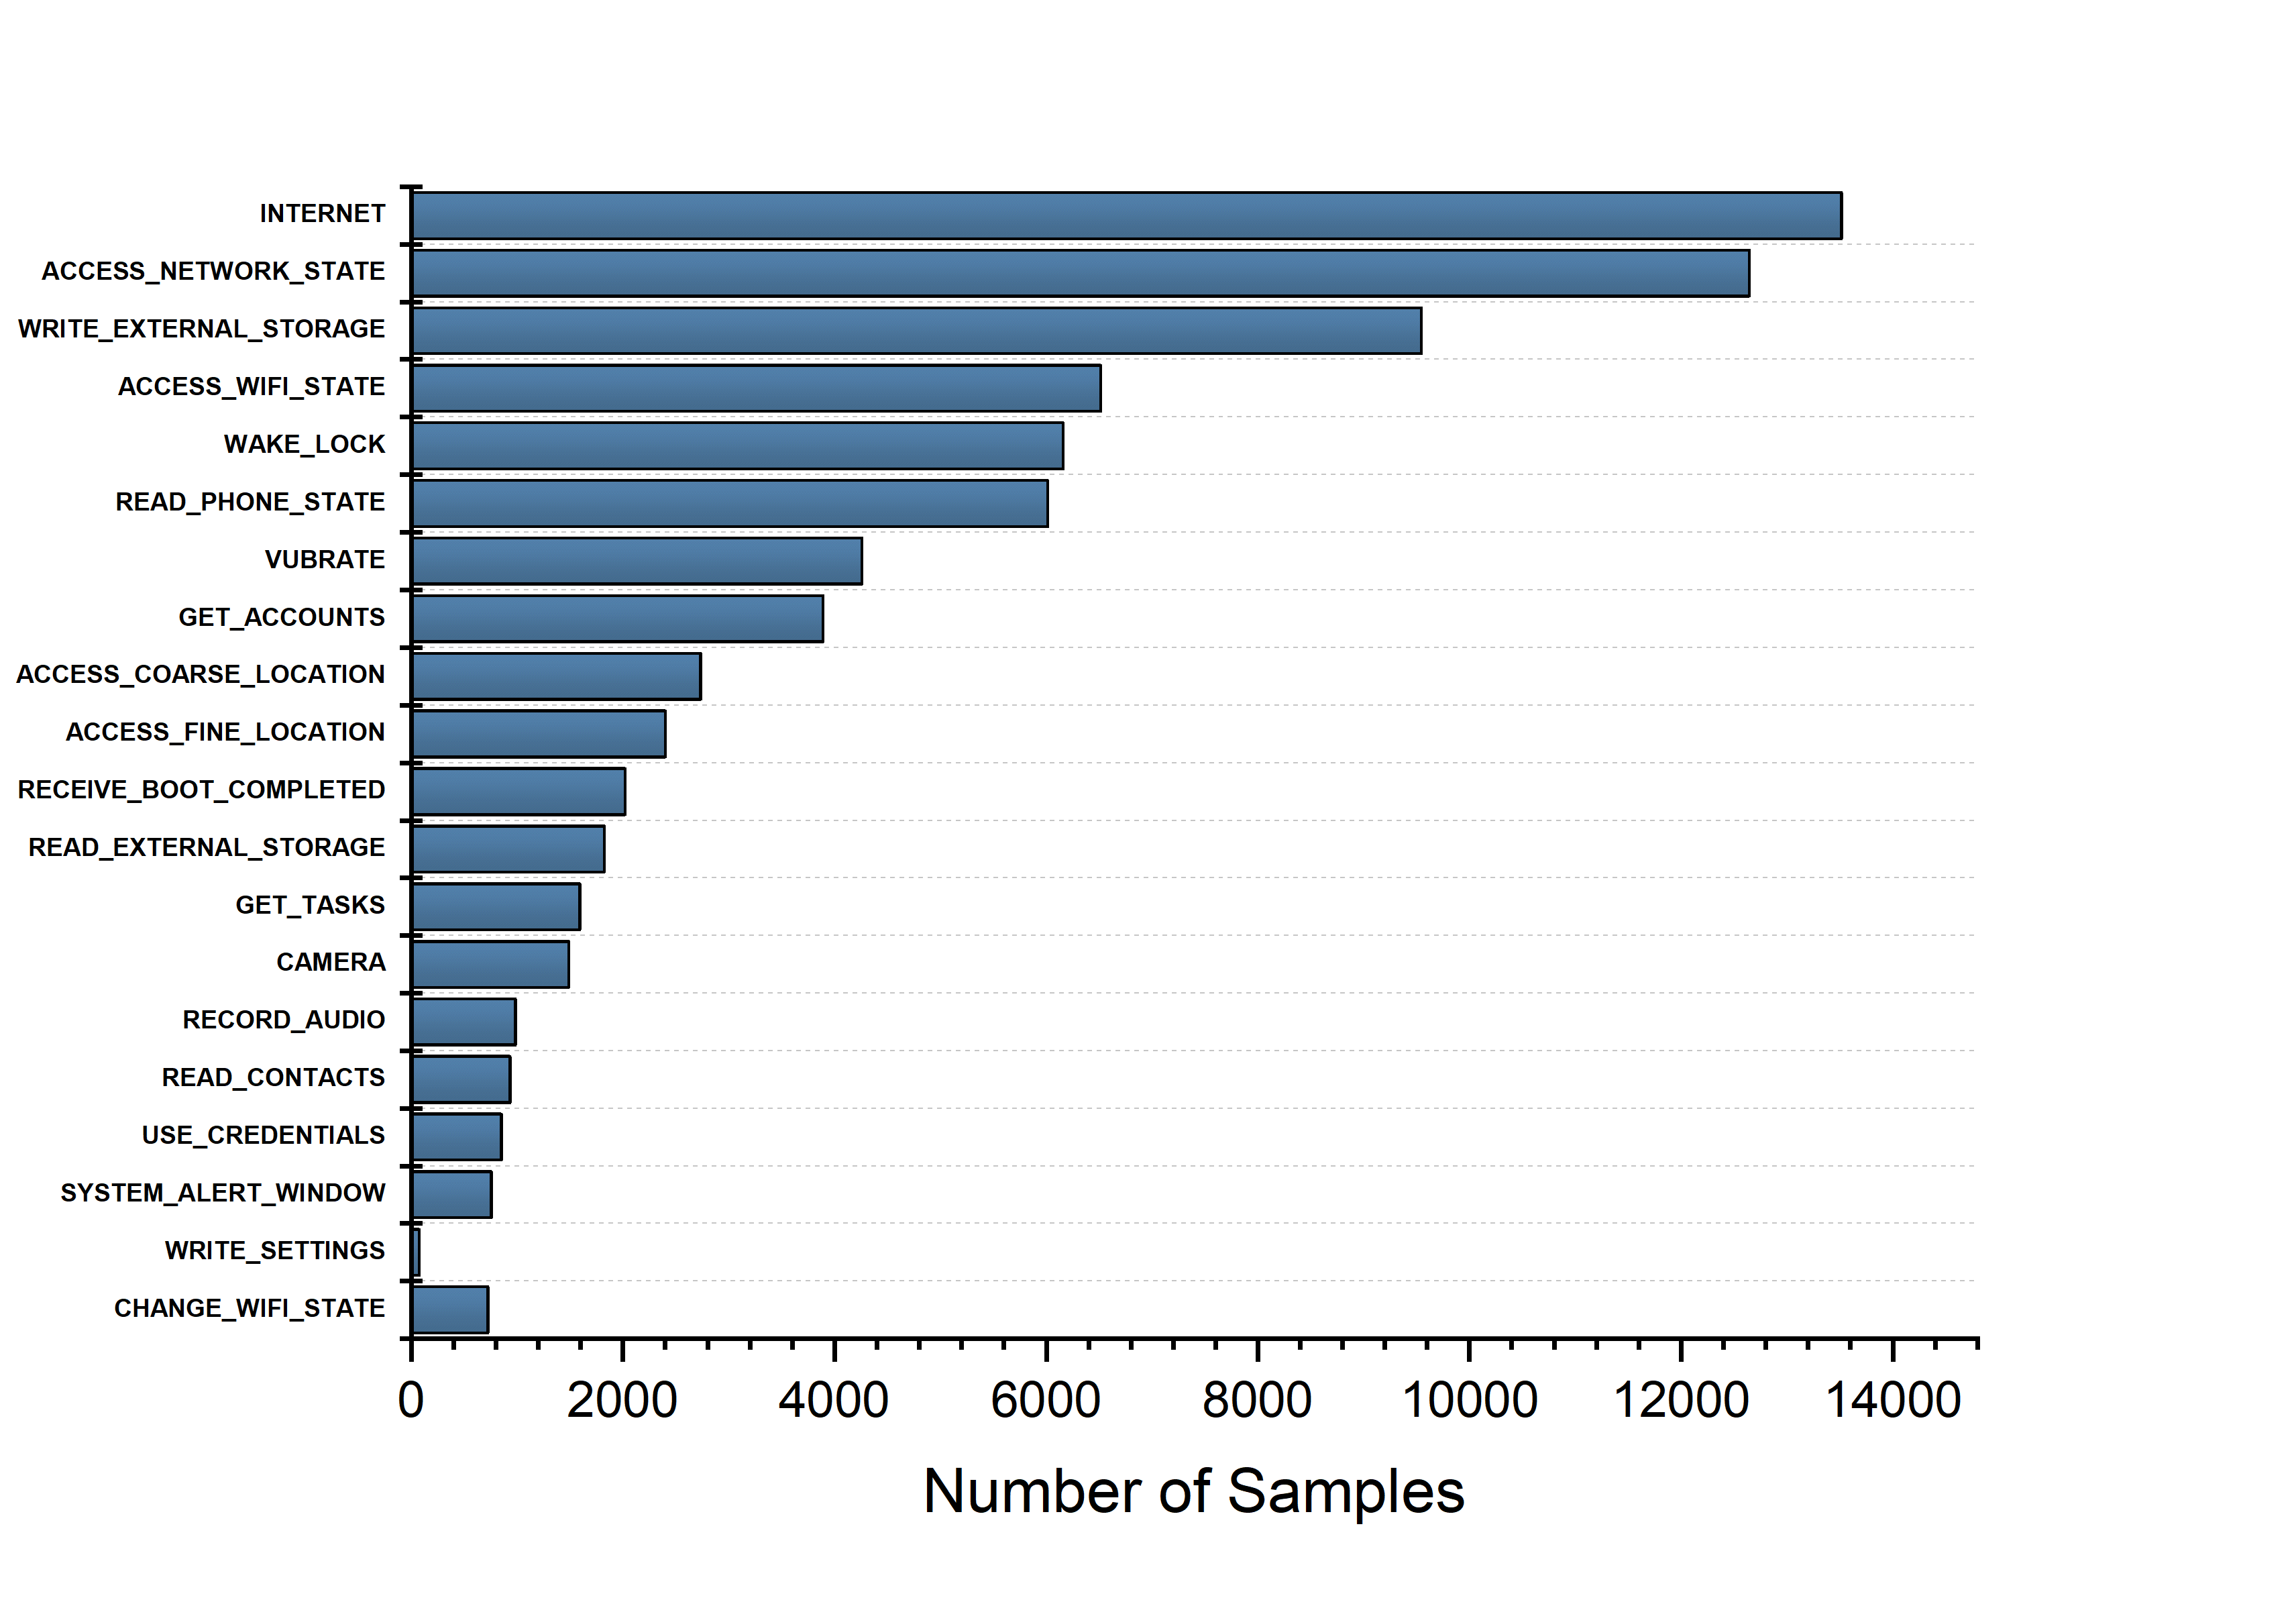 INTERNET
ACCESS_NETWORK_STATE
WRITE_EXTERNAL_STORAGE
ACCESS_WIFI_STATE
WAKE_LOCK
READ_PHONE_STATE
VUBRATE
GET_ACCOUNTS
ACCESS_COARSE_LOCATION
ACCESS_FINE_LOCATION
RECEIVE_BOOT_COMPLETED
READ_EXTERNAL_STORAGE
GET_TASKS
CAMERA
RECORD_AUDIO
READ_CONTACTS
USE_CREDENTIALS
SYSTEM_ALERT_WINDOW
WRITE_SETTINGS
CHANGE_WIFI_STATE
0 2000 4000 6000 8000 10000 12000 14000
Number of Samples